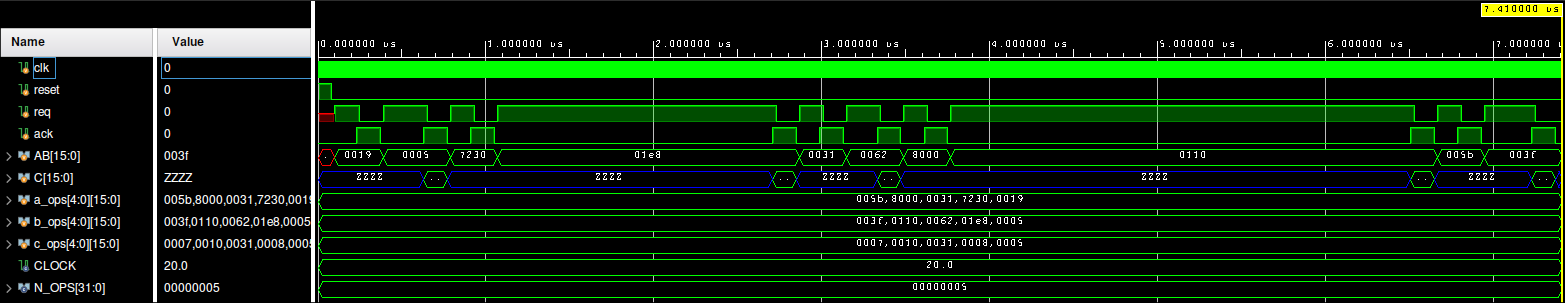 7.410000 us
Name Value 0.000000 us 1.000000 us 2.000000 us 3.000000 us 4.000000 us 5.000000 us 6.000000 us 7.000000 u
clk 0
reset 0
req 0
ack 0
AB[15:0] 003f . 0019 0005 7230 01e8 0031 0062 8000 0110 005b 003f
C[15:0] ZZZZ ZZZZ .. ZZZZ .. ZZZZ .. ZZZZ .. ZZZZ ..
a_ops[4:0][15:0] 005b,8000,0031,7230,0019 005b,8000,0031,7230,0019
b_ops[4:0][15:0] 003f,0110,0062,01e8,0005 003f,0110,0062,01e8,0005
c_ops[4:0][15:0] 0007,0010,0031,0008,0005 0007,0010,0031,0008,0005
CLOCK 20.0 20.0
N_OPS[31:0] 00000005 00000005